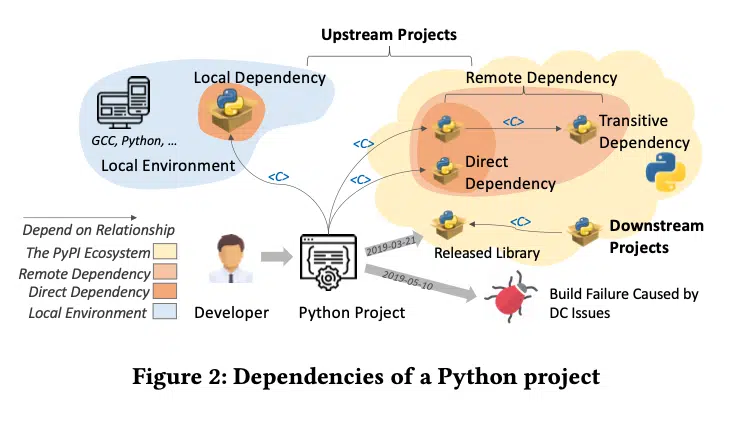 Upstream Projects
Local Dependency
Remote Dependency
GCC, Python, ...
Local Environment
<C>
<C>
<C>
<C>
Transitive
Dependency
Direct
Dependency
Depend on Relationship
The PyPI Ecosystem
Remote Dependency
Direct Dependency
Local Environment
Developer
Python Project
2019-03-21
2019-05-10
Released Library
<C>
Downstream
Projects
Build Failure Caused by
DC Issues
Figure 2: Dependencies of a Python project